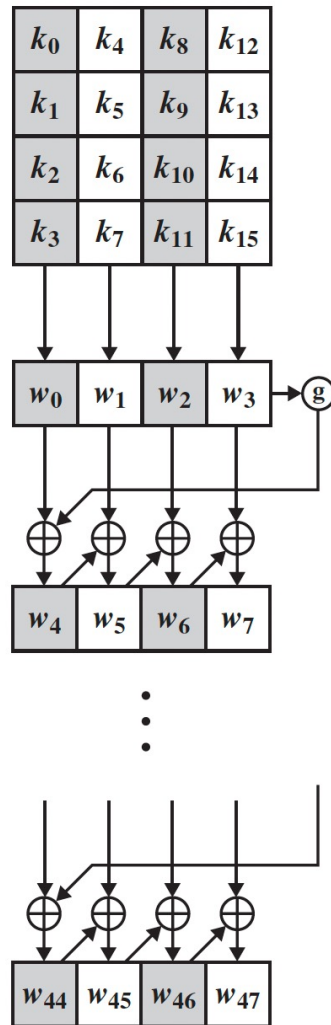 k₀ k₄ k₈ k₁₂
k₁ k₅ k₉ k₁₃
k₂ k₆ k₁₀ k₁₄
k₃ k₇ k₁₁ k₁₅
w₀ w₁ w₂ w₃ g
w₄ w₅ w₆ w₇
w₄₄ w₄₅ w₄₆ w₄₇